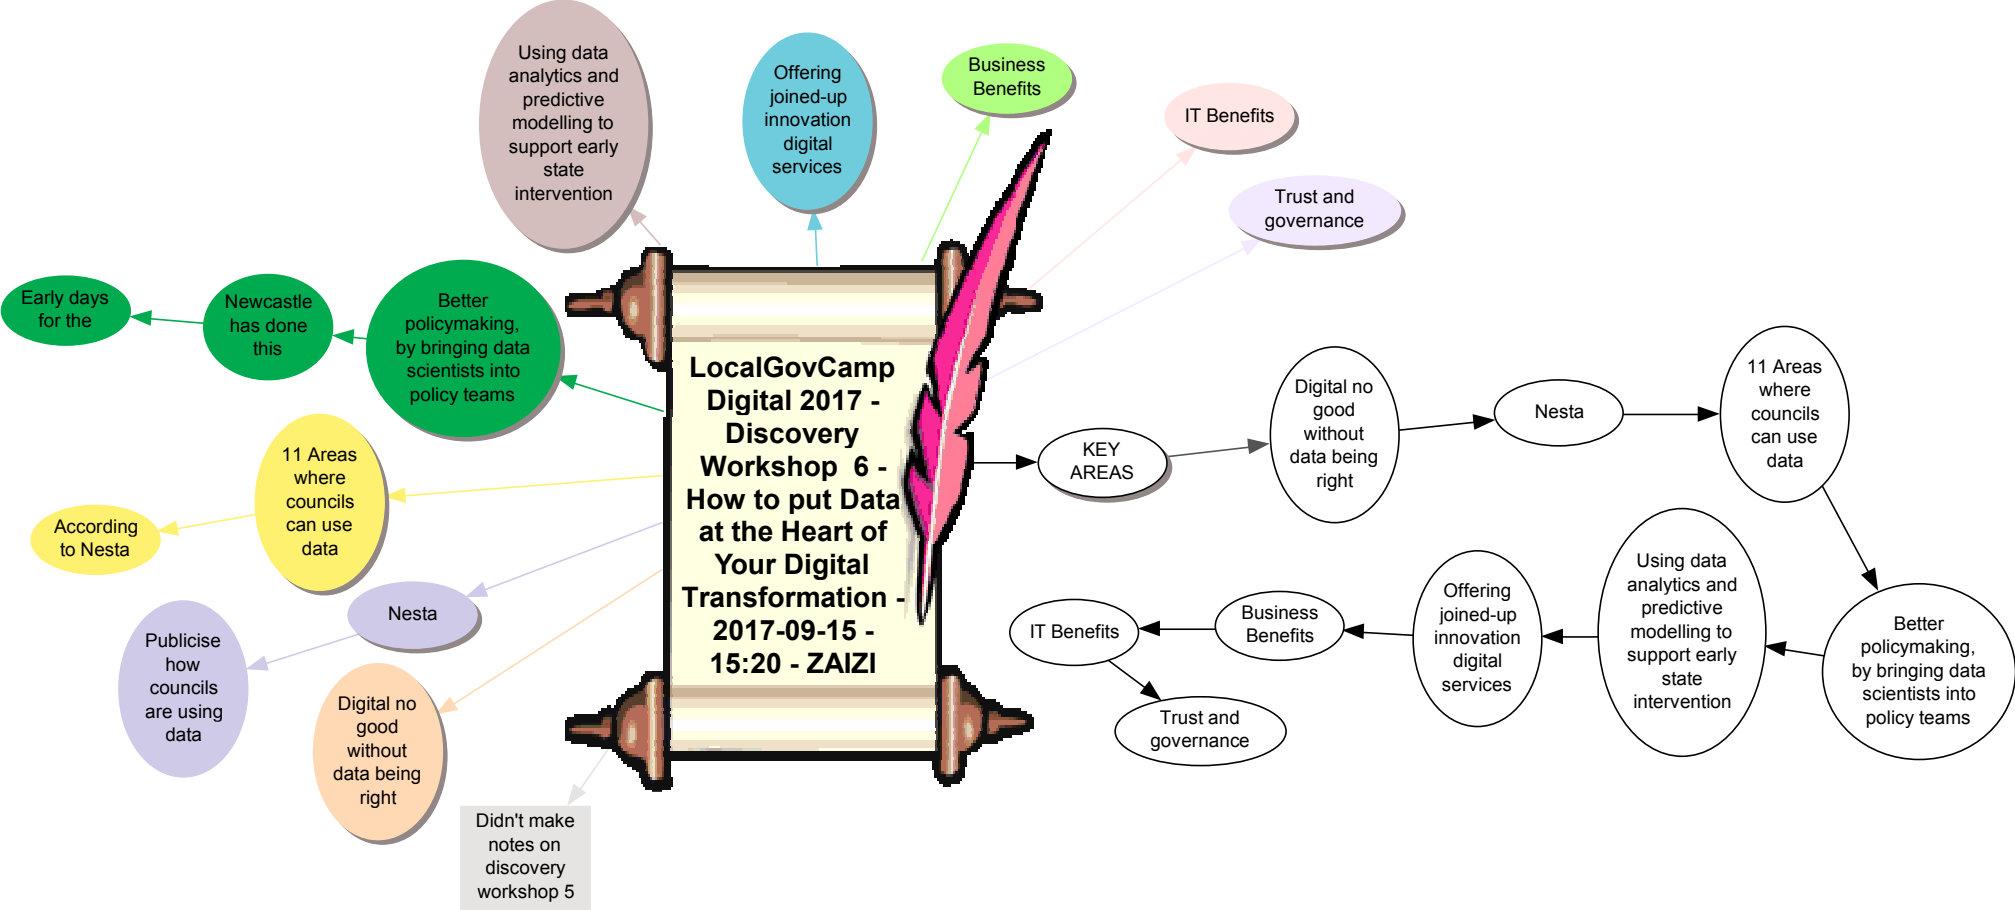 Using data
analytics and
predictive
modelling to
support early
state
intervention
Offering
joined-up
innovation
digital
services
Business
Benefits
IT Benefits
Trust and
governance
Early days
for the
Newcastle
has done
this
Better
policymaking,
by bringing data
scientists into
policy teams
11 Areas
where
councils
can use
data
According
to Nesta
Nesta
Publicise
how
councils
are using
data
Digital no
good
without
data being
right
Didn't make
notes on
discovery
workshop 5
LocalGovCamp
Digital 2017 -
Discovery
Workshop 6 -
How to put Data
at the Heart of
Your Digital
Transformation -
2017-09-15 -
15:20 - ZAIZI
KEY
AREAS
Digital no
good
without
data being
right
Nesta
11 Areas
where
councils
can use
data
Better
policymaking,
by bringing data
scientists into
policy teams
Using data
analytics and
predictive
modelling to
support early
state
intervention
Offering
joined-up
innovation
digital
services
Business
Benefits
IT Benefits
Trust and
governance